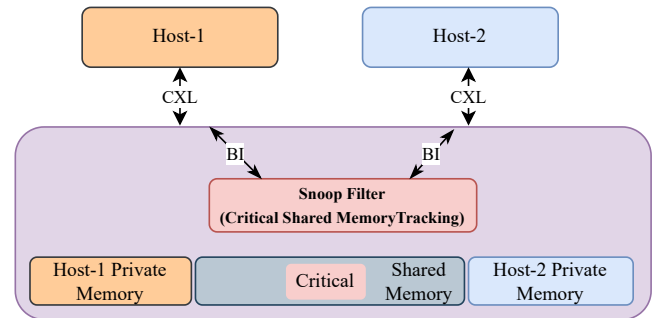 Host-1
Host-2
CXL
CXL
BI
BI
Snoop Filter
(Critical Shared MemoryTracking)
Host-1 Private
Memory
Critical
Shared
Memory
Host-2 Private
Memory